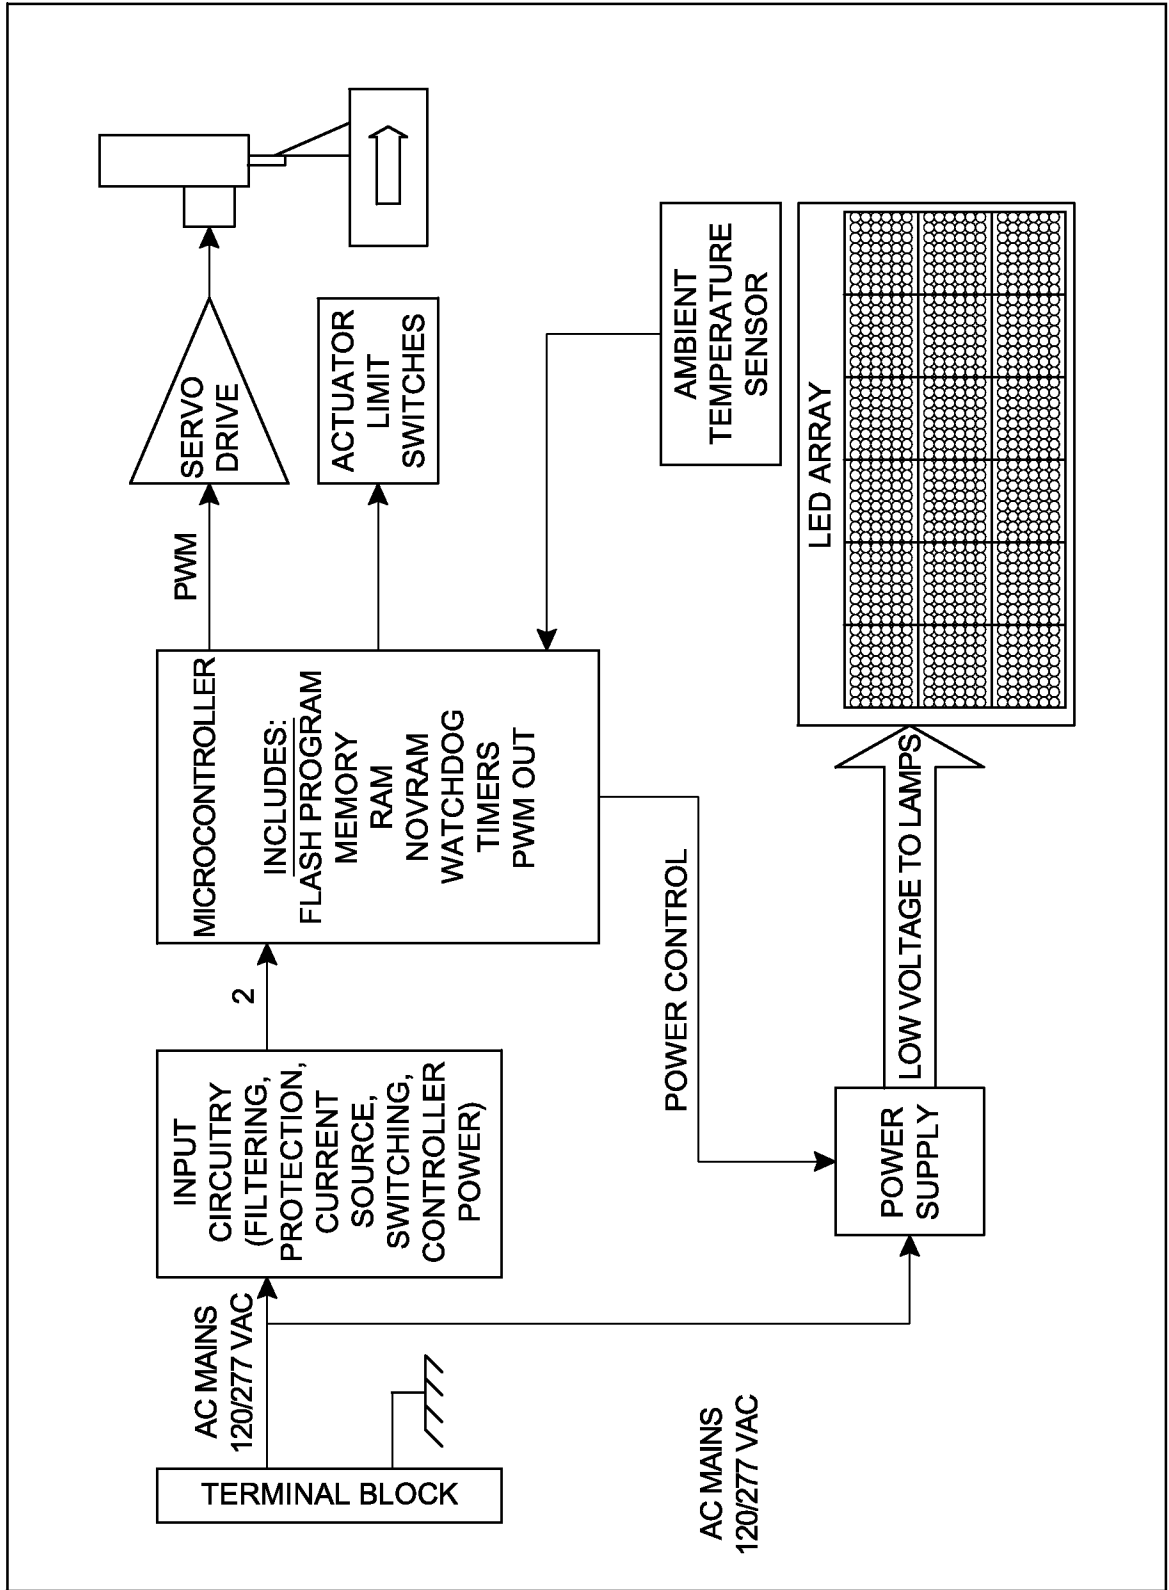 TERMINAL BLOCK
AC MAINS
120/277 VAC
INPUT
CIRCUITRY
(FILTERING,
PROTECTION,
CURRENT
SOURCE,
SWITCHING,
CONTROLLER
POWER)
2
MICROCONTROLLER
INCLUDES:
FLASH PROGRAM
MEMORY
RAM
NOVRAM
WATCHDOG
TIMERS
PWM OUT
PWM
SERVO
DRIVE
ACTUATOR
LIMIT
SWITCHES
AC MAINS
120/277 VAC
POWER CONTROL
AMBIENT
TEMPERATURE
SENSOR
POWER
SUPPLY
LOW VOLTAGE TO LAMPS
LED ARRAY